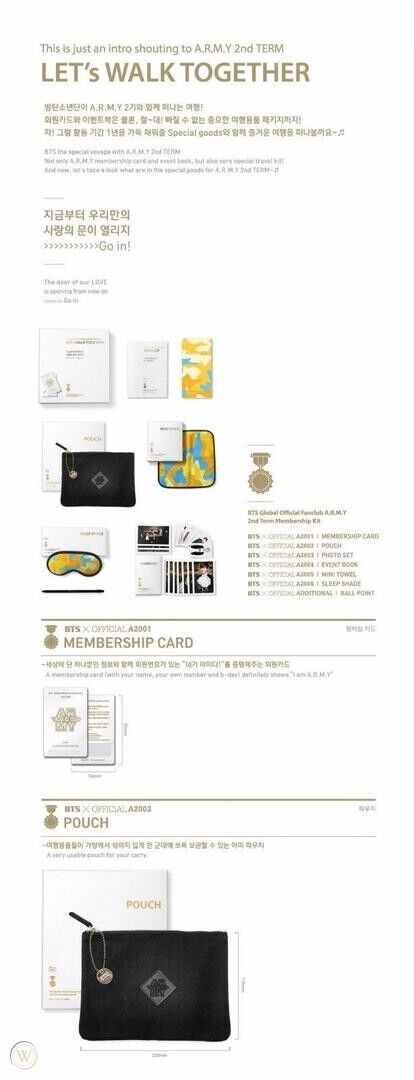 This is just an intro shouting to A.R.M.Y 2nd TERM
LET's WALK TOGETHER
방탄소년단이 A.R.M.Y 2기와 함께 떠나는 여행!
회원카드와 이벤트북은 물론, 절~대! 빠질 수 없는 중요한 여행용품 패키지까지!
자! 그럼 활동 기간 1년을 가득 채워줄 Special goods와 함께 즐거운 여행을 떠나볼까요~♬
BTS the special voyage with A.R.M.Y 2nd TERM
Not only A.R.M.Y membership card and event book, but also very special travel kit!
And now, let's take a look what are in the special goods for A.R.M.Y 2nd TERM~♬
지금부터 우리만의
사랑의 문이 열리지
>>>>>>>>>>>Go in!
The door of our LOVE
is opening from now on
>>>>>>> Go in
LET's WALK TOGETHER
POUCH
MINI TOWEL
SLEEP SHADE
BTS Global Official Fanclub A.R.M.Y
2nd Term Membership Kit
BTS X OFFICIAL A2001 | MEMBERSHIP CARD
BTS X OFFICIAL A2002 | POUCH
BTS X OFFICIAL A2003 | PHOTO SET
BTS X OFFICIAL A2004 | EVENT BOOK
BTS X OFFICIAL A2005 | MINI TOWEL
BTS X OFFICIAL A2006 | SLEEP SHADE
BTS X OFFICIAL ADDITIONAL | BALL POINT
BTS X OFFICIAL A2001
멤버쉽 카드
MEMBERSHIP CARD
-세상에 단 하나뿐인 정보와 함께 회원번호가 있는 "내가 아미다!"를 증명해주는 회원카드
A membership card (with your name, your own number and b-day) definitely shows "I am A.R.M.Y"
AR
MY
BTS X OFFICIAL A2002
파우치
POUCH
-여행용품들이 가방에서 섞이지 않게 한 군데에 쏘옥 보관할 수 있는 아미 파우치
A very usable pouch for your carry.
POUCH
AR
MY
W